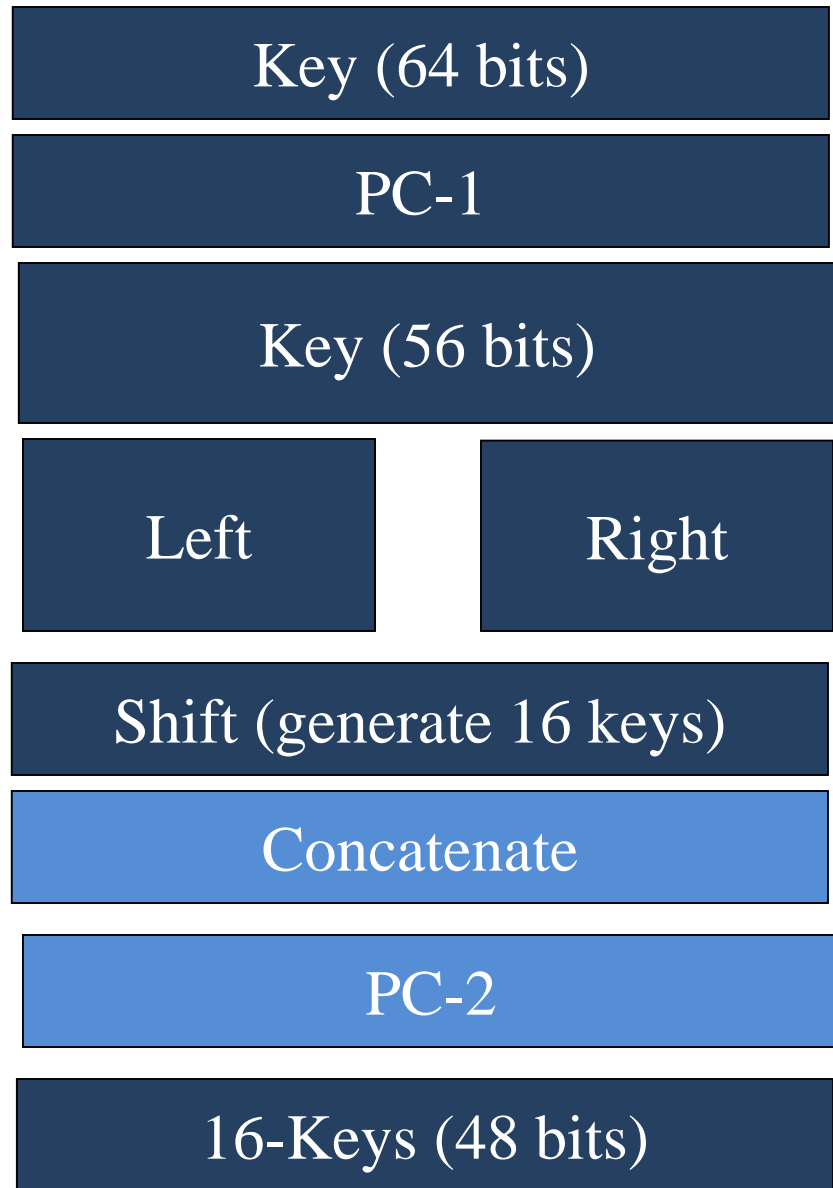 Key (64 bits)
PC-1
Key (56 bits)
Left
Right
Shift (generate 16 keys)
Concatenate
PC-2
16-Keys (48 bits)